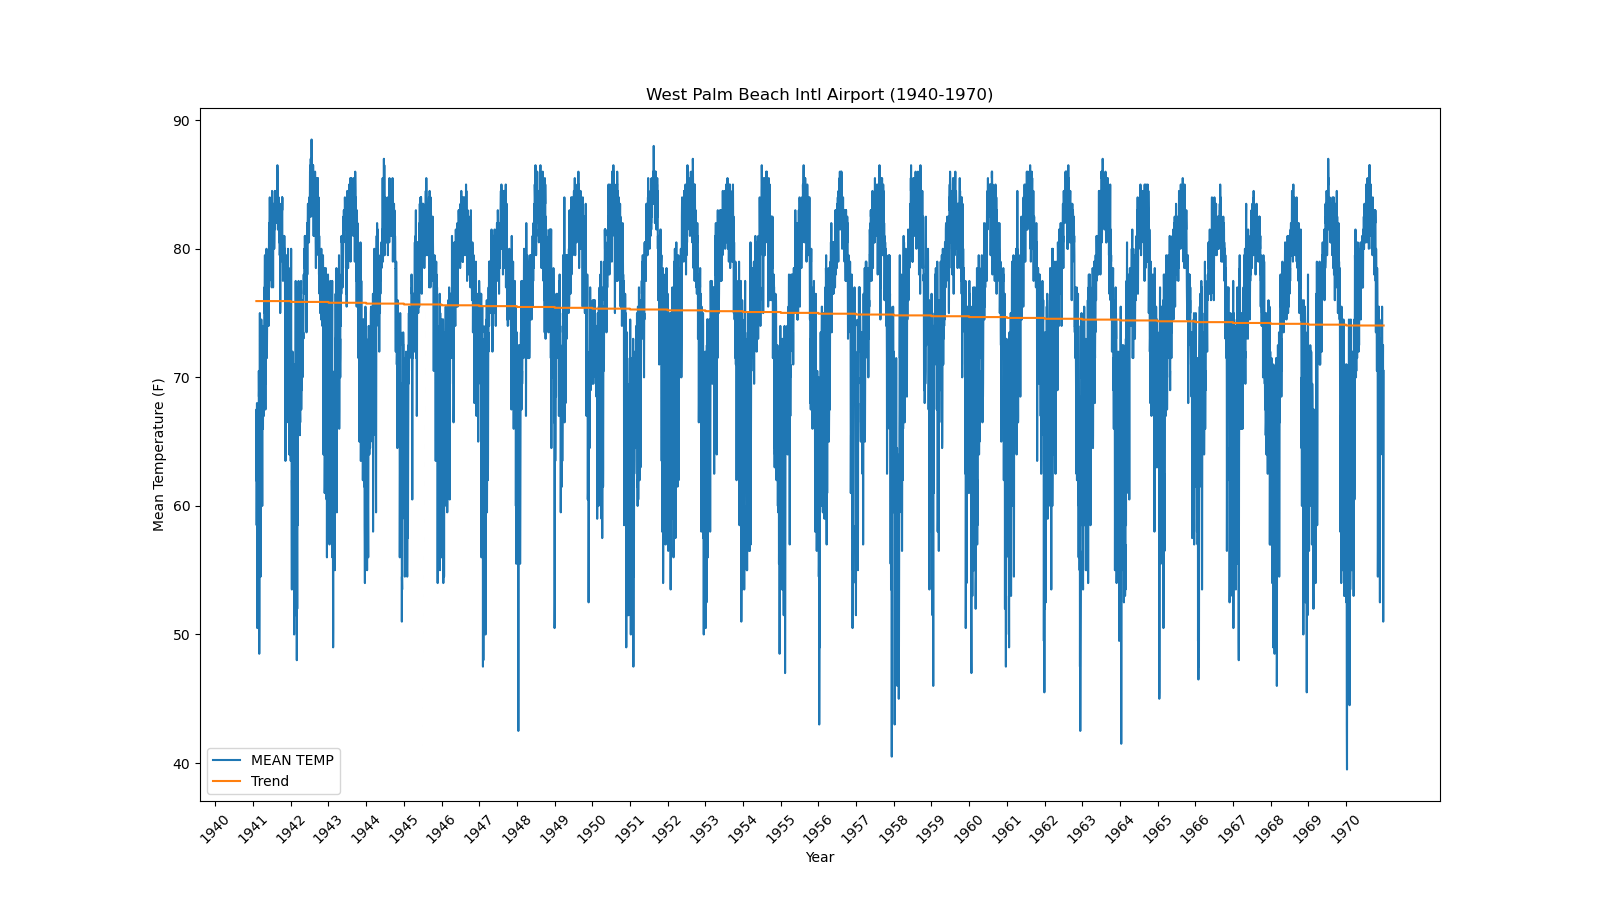 West Palm Beach Intl Airport (1940-1970)
90
80
70
60
50
40
Mean Temperature (F)
MEAN TEMP
Trend
1940 1941 1942 1943 1944 1945 1946 1947 1948 1949 1950 1951 1952 1953 1954 1955 1956 1957 1958 1959 1960 1961 1962 1963 1964 1965 1966 1967 1968 1969 1970
Year